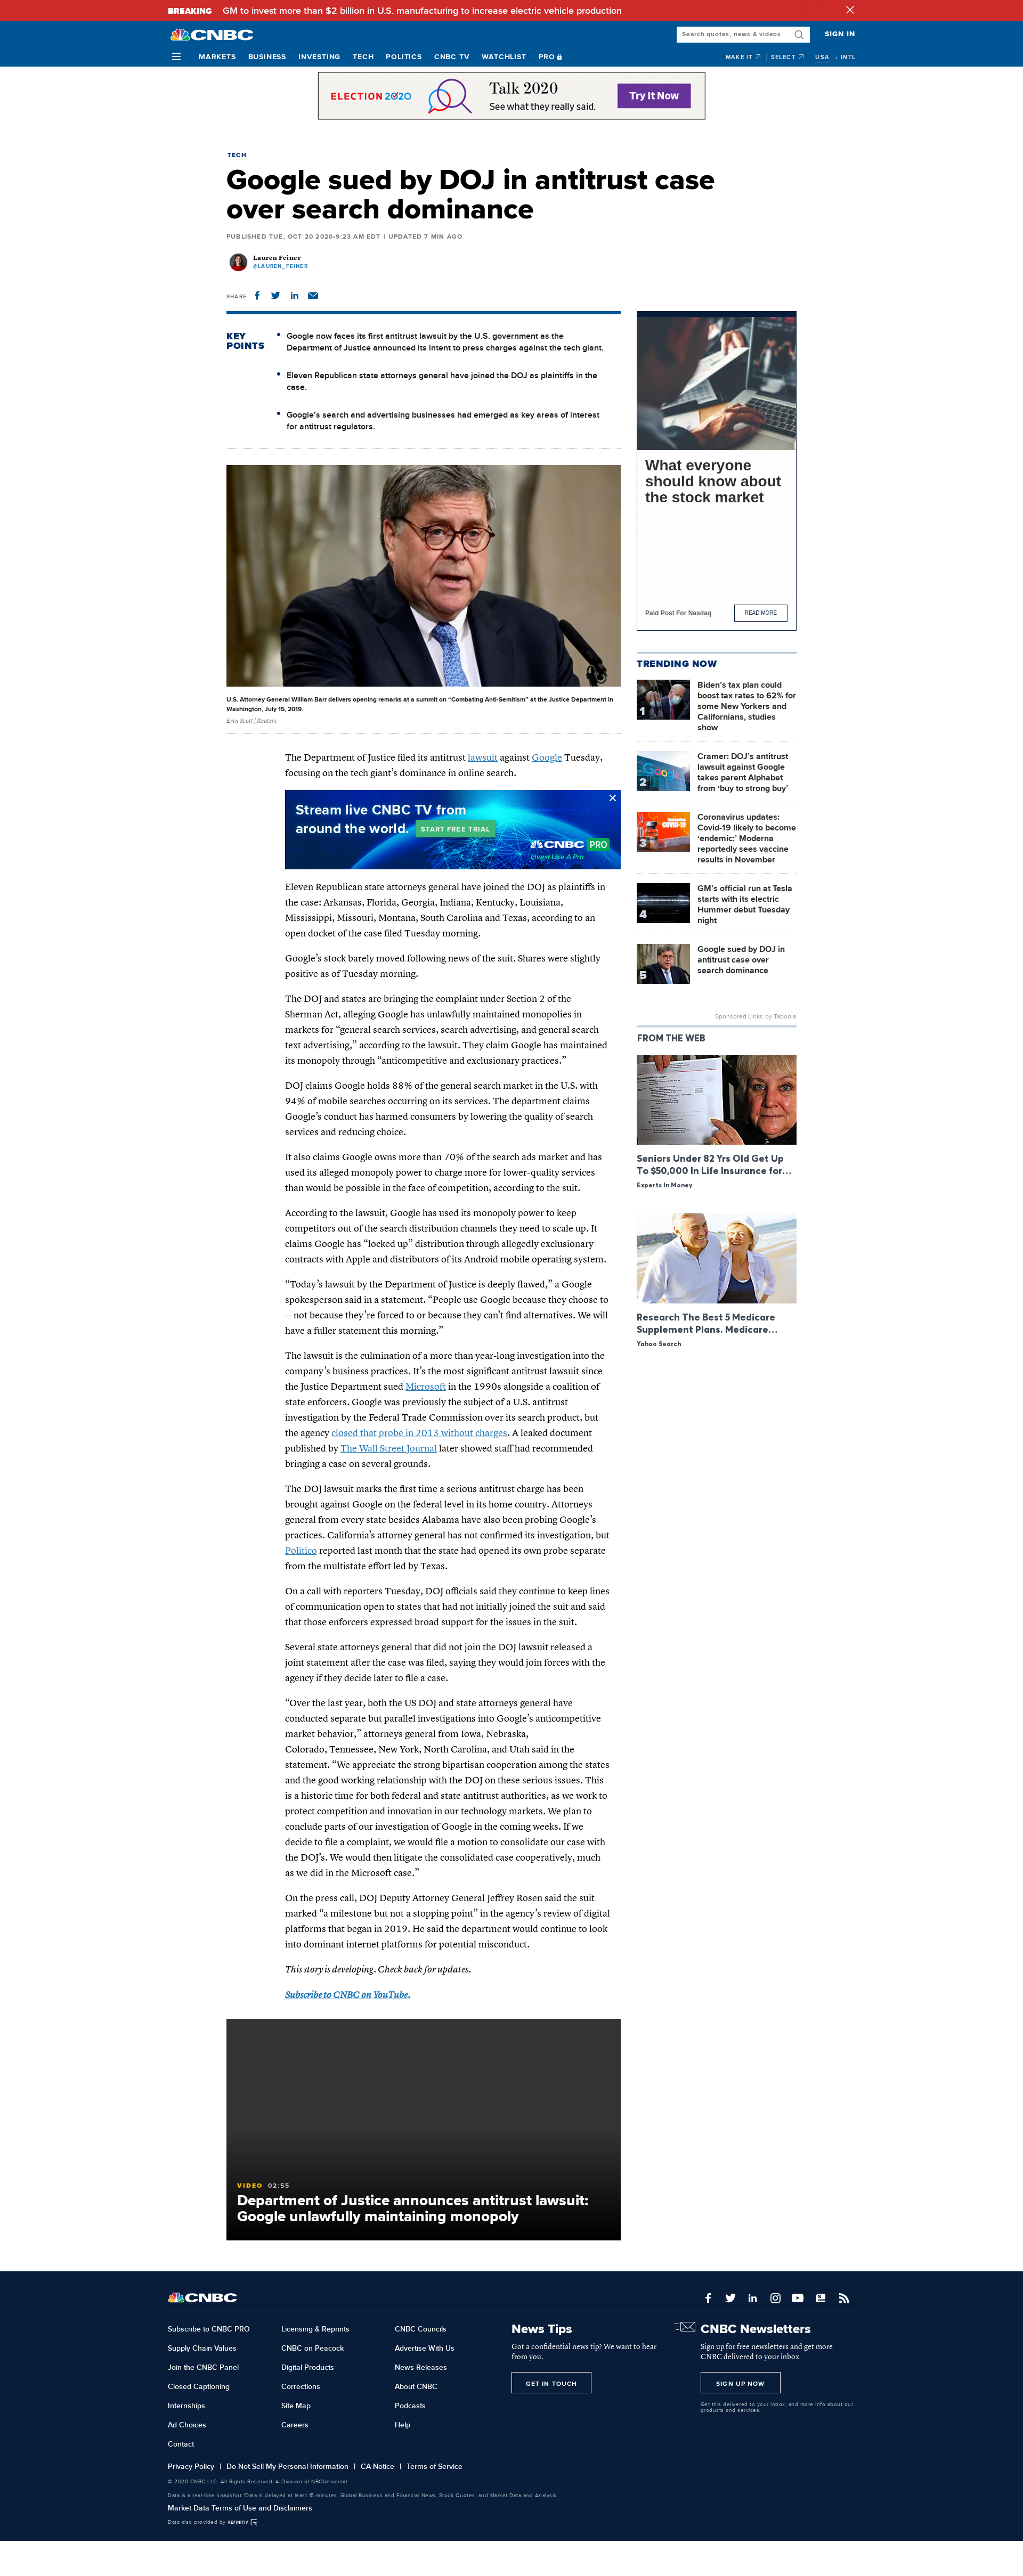 BREAKING GM to invest more than $2 billion in U.S. manufacturing to increase electric vehicle production
CNBC
Search quotes, news & videos
SIGN IN
MARKETS BUSINESS INVESTING TECH POLITICS CNBC TV WATCHLIST PRO
MAKE IT SELECT USA INTL
ELECTION 2020
Talk 2020
See what they really said.
Try It Now
TECH
Google sued by DOJ in antitrust case
over search dominance
PUBLISHED TUE, OCT 20 2020•9:23 AM EDT | UPDATED 7 MIN AGO
Lauren Feiner
@LAUREN_FEINER
SHARE
KEY
POINTS
Google now faces its first antitrust lawsuit by the U.S. government as the
Department of Justice announced its intent to press charges against the tech giant.
Eleven Republican state attorneys general have joined the DOJ as plaintiffs in the
case.
Google's search and advertising businesses had emerged as key areas of interest
for antitrust regulators.
U.S. Attorney General William Barr delivers opening remarks at a summit on "Combating Anti-Semitism" at the Justice Department in
Washington, July 15, 2019.
Erin Scott | Reuters
The Department of Justice filed its antitrust lawsuit against Google Tuesday,
focusing on the tech giant's dominance in online search.
Stream live CNBC TV from
around the world. START FREE TRIAL
CNBC PRO
Invest Like A Pro
Eleven Republican state attorneys general have joined the DOJ as plaintiffs in
the case: Arkansas, Florida, Georgia, Indiana, Kentucky, Louisiana,
Mississippi, Missouri, Montana, South Carolina and Texas, according to an
open docket of the case filed Tuesday morning.
Google's stock barely moved following news of the suit. Shares were slightly
positive as of Tuesday morning.
The DOJ and states are bringing the complaint under Section 2 of the
Sherman Act, alleging Google has unlawfully maintained monopolies in
markets for "general search services, search advertising, and general search
text advertising," according to the lawsuit. They claim Google has maintained
its monopoly through "anticompetitive and exclusionary practices."
DOJ claims Google holds 88% of the general search market in the U.S. with
94% of mobile searches occurring on its services. The department claims
Google's conduct has harmed consumers by lowering the quality of search
services and reducing choice.
It also claims Google owns more than 70% of the search ads market and has
used its alleged monopoly power to charge more for lower-quality services
than would be possible in the face of competition, according to the suit.
According to the lawsuit, Google has used its monopoly power to keep
competitors out of the search distribution channels they need to scale up. It
claims Google has "locked up" distribution through allegedly exclusionary
contracts with Apple and distributors of its Android mobile operating system.
"Today's lawsuit by the Department of Justice is deeply flawed," a Google
spokesperson said in a statement. "People use Google because they choose to
-- not because they're forced to or because they can't find alternatives. We will
have a fuller statement this morning."
The lawsuit is the culmination of a more than year-long investigation into the
company's business practices. It's the most significant antitrust lawsuit since
the Justice Department sued Microsoft in the 1990s alongside a coalition of
state enforcers. Google was previously the subject of a U.S. antitrust
investigation by the Federal Trade Commission over its search product, but
the agency closed that probe in 2013 without charges. A leaked document
published by The Wall Street Journal later showed staff had recommended
bringing a case on several grounds.
The DOJ lawsuit marks the first time a serious antitrust charge has been
brought against Google on the federal level in its home country. Attorneys
general from every state besides Alabama have also been probing Google's
practices. California's attorney general has not confirmed its investigation, but
Politico reported last month that the state had opened its own probe separate
from the multistate effort led by Texas.
On a call with reporters Tuesday, DOJ officials said they continue to keep lines
of communication open to states that had not initially joined the suit and said
that those enforcers expressed broad support for the issues in the suit.
Several state attorneys general that did not join the DOJ lawsuit released a
joint statement after the case was filed, saying they would join forces with the
agency if they decide later to file a case.
"Over the last year, both the US DOJ and state attorneys general have
conducted separate but parallel investigations into Google's anticompetitive
market behavior," attorneys general from Iowa, Nebraska,
Colorado, Tennessee, New York, North Carolina, and Utah said in the
statement. "We appreciate the strong bipartisan cooperation among the states
and the good working relationship with the DOJ on these serious issues. This
is a historic time for both federal and state antitrust authorities, as we work to
protect competition and innovation in our technology markets. We plan to
conclude parts of our investigation of Google in the coming weeks. If we
decide to file a complaint, we would file a motion to consolidate our case with
the DOJ's. We would then litigate the consolidated case cooperatively, much
as we did in the Microsoft case."
On the press call, DOJ Deputy Attorney General Jeffrey Rosen said the suit
marked "a milestone but not a stopping point" in the agency's review of digital
platforms that began in 2019. He said the department would continue to look
into dominant internet platforms for potential misconduct.
This story is developing. Check back for updates.
Subscribe to CNBC on YouTube.
VIDEO 02:55
Department of Justice announces antitrust lawsuit:
Google unlawfully maintaining monopoly
What everyone
should know about
the stock market
Paid Post For Nasdaq
READ MORE
TRENDING NOW
1
Biden's tax plan could
boost tax rates to 62% for
some New Yorkers and
Californians, studies
show
2
Cramer: DOJ's antitrust
lawsuit against Google
takes parent Alphabet
from 'buy to strong buy'
3
Coronavirus updates:
Covid-19 likely to become
'endemic;' Moderna
reportedly sees vaccine
results in November
4
GM's official run at Tesla
starts with its electric
Hummer debut Tuesday
night
5
Google sued by DOJ in
antitrust case over
search dominance
Sponsored Links by Taboola
FROM THE WEB
Seniors Under 82 Yrs Old Get Up
To $50,000 In Life Insurance for…
Experts In Money
Research The Best 5 Medicare
Supplement Plans. Medicare…
Yahoo Search
CNBC
Subscribe to CNBC PRO
Supply Chain Values
Join the CNBC Panel
Closed Captioning
Internships
Ad Choices
Contact
Licensing & Reprints
CNBC on Peacock
Digital Products
Corrections
Site Map
Careers
CNBC Councils
Advertise With Us
News Releases
About CNBC
Podcasts
Help
News Tips
Got a confidential news tip? We want to hear
from you.
GET IN TOUCH
CNBC Newsletters
Sign up for free newsletters and get more
CNBC delivered to your inbox
SIGN UP NOW
Get this delivered to your inbox, and more info about our
products and services.
Privacy Policy | Do Not Sell My Personal Information | CA Notice | Terms of Service
© 2020 CNBC LLC. All Rights Reserved. A Division of NBCUniversal
Data is a real-time snapshot *Data is delayed at least 15 minutes. Global Business and Financial News, Stock Quotes, and Market Data and Analysis.
Market Data Terms of Use and Disclaimers
Data also provided by REFINITIV